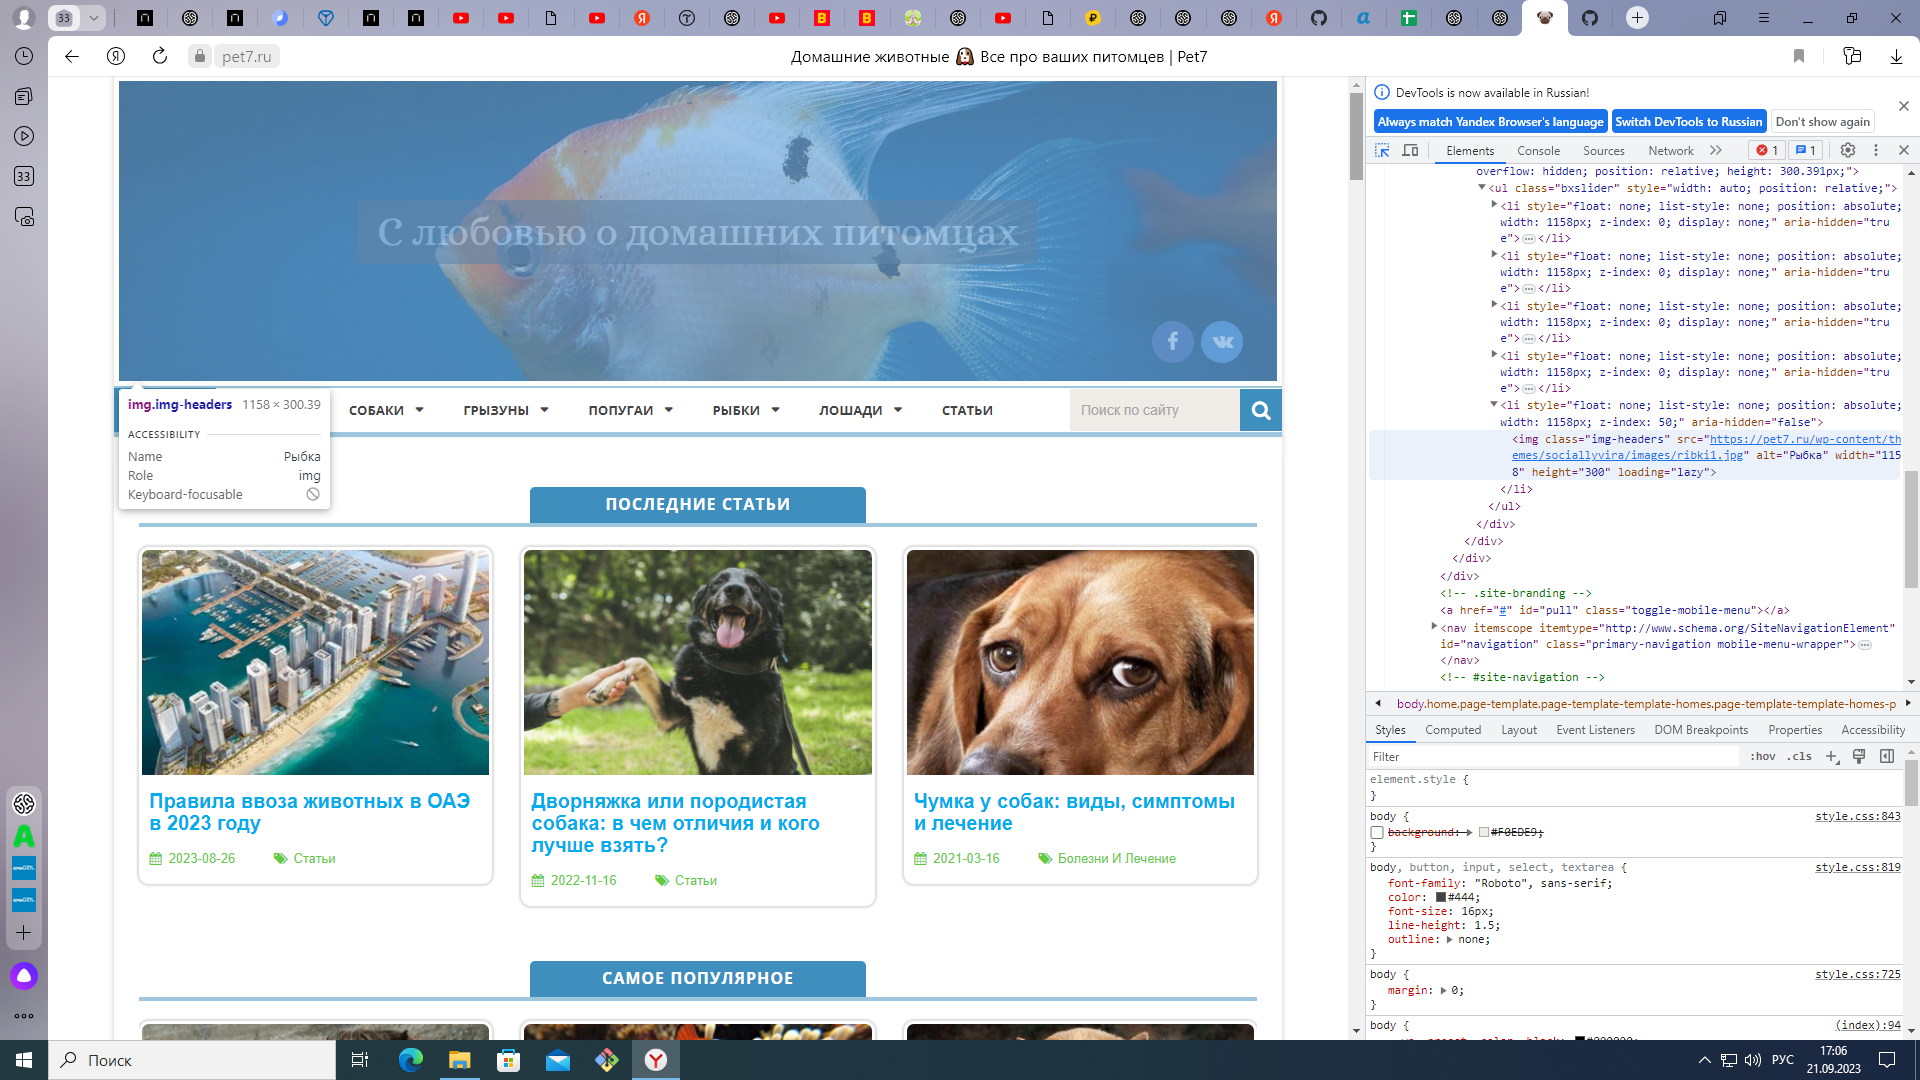 33
pet7.ru
Домашние животные 🐶 Все про ваших питомцев | Pet7
33
С любовью о домашних питомцах
img.img-headers 1158 × 300.39
ACCESSIBILITY
Name Рыбка
Role img
Keyboard-focusable
СОБАКИ ГРЫЗУНЫ ПОПУГАИ РЫБКИ ЛОШАДИ СТАТЬИ Поиск по сайту
ПОСЛЕДНИЕ СТАТЬИ
Правила ввоза животных в ОАЭ
в 2023 году
2023-08-26 Статьи
Дворняжка или породистая
собака: в чем отличия и кого
лучше взять?
2022-11-16 Статьи
Чумка у собак: виды, симптомы
и лечение
2021-03-16 Болезни И Лечение
САМОЕ ПОПУЛЯРНОЕ
DevTools is now available in Russian!
Always match Yandex Browser's language Switch DevTools to Russian Don't show again
Elements Console Sources Network 1 1
overflow: hidden; position: relative; height: 300.391px;">
<ul class="bxslider" style="width: auto; position: relative;">
<li style="float: none; list-style: none; position: absolute;
width: 1158px; z-index: 0; display: none;" aria-hidden="tru
e">…</li>
<li style="float: none; list-style: none; position: absolute;
width: 1158px; z-index: 0; display: none;" aria-hidden="tru
e">…</li>
<li style="float: none; list-style: none; position: absolute;
width: 1158px; z-index: 0; display: none;" aria-hidden="tru
e">…</li>
<li style="float: none; list-style: none; position: absolute;
width: 1158px; z-index: 0; display: none;" aria-hidden="tru
e">…</li>
<li style="float: none; list-style: none; position: absolute;
width: 1158px; z-index: 50;" aria-hidden="false">
<img class="img-headers" src="https://pet7.ru/wp-content/th
emes/sociallyvira/images/ribki1.jpg" alt="Рыбка" width="115
8" height="300" loading="lazy">
</li>
</ul>
</div>
</div>
</div>
</div>
<!-- .site-branding -->
<a href="#" id="pull" class="toggle-mobile-menu"></a>
<nav itemscope itemtype="http://www.schema.org/SiteNavigationElement"
id="navigation" class="primary-navigation mobile-menu-wrapper">…
</nav>
<!-- #site-navigation -->
body.home.page-template.page-template-template-homes.page-template-template-homes-p
Styles Computed Layout Event Listeners DOM Breakpoints Properties Accessibility
Filter :hov .cls
element.style {
}
body { style.css:843
background: #F0EDE9;
}
body, button, input, select, textarea { style.css:819
font-family: "Roboto", sans-serif;
color: #444;
font-size: 16px;
line-height: 1.5;
outline: none;
}
body { style.css:725
margin: 0;
}
body { (index):94
Поиск
РУС
17:06
21.09.2023